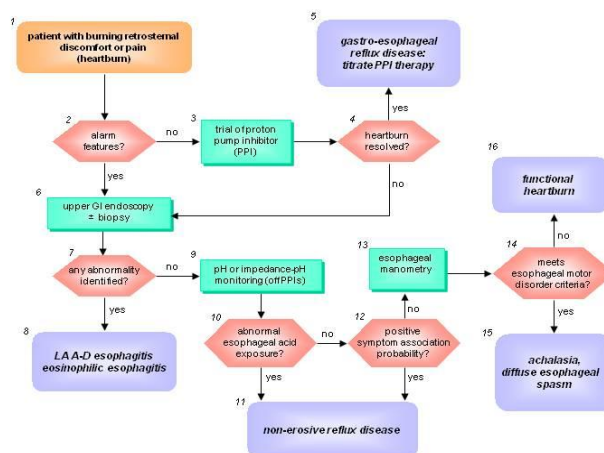 1
patient with burning retrosternal
discomfort or pain
(heartburn)
2
alarm
features?
no
yes
3
trial of proton
pump inhibitor
(PPI)
4
heartburn
resolved?
yes
no
5
gastro-esophageal
reflux disease:
titrate PPI therapy
6
upper GI endoscopy
± biopsy
7
any abnormality
identified?
no
yes
8
LA A-D esophagitis
eosinophilic esophagitis
9
pH or impedance-pH
monitoring (off PPIs)
10
abnormal
esophageal acid
exposure?
no
yes
11
non-erosive reflux disease
12
positive
symptom association
probability?
no
yes
13
esophageal
manometry
14
meets
esophageal motor
disorder criteria?
no
yes
15
achalasia,
diffuse esophageal
spasm
16
functional
heartburn